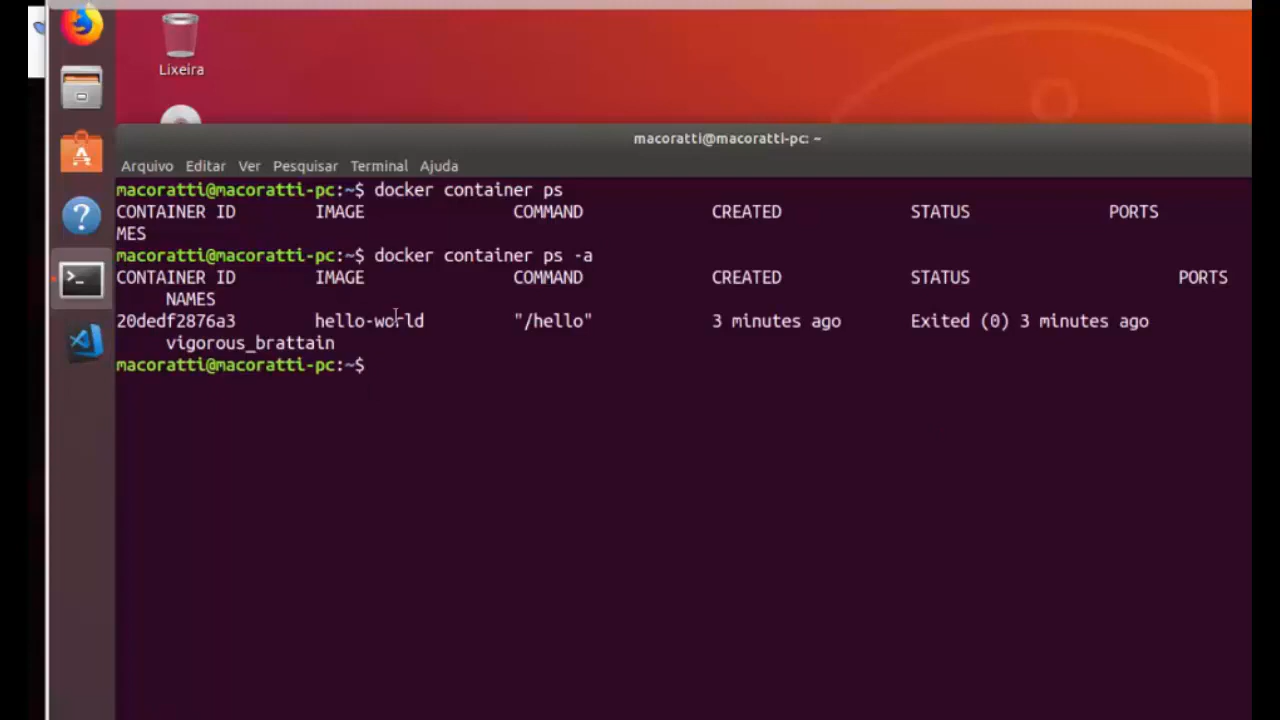 Lixeira
macoratti@macoratti-pc: ~
Arquivo Editar Ver Pesquisar Terminal Ajuda
macoratti@macoratti-pc:~$ docker container ps
CONTAINER ID IMAGE COMMAND CREATED STATUS PORTS
MES
macoratti@macoratti-pc:~$ docker container ps -a
CONTAINER ID IMAGE COMMAND CREATED STATUS PORTS
NAMES
20dedf2876a3 hello-world "/hello" 3 minutes ago Exited (0) 3 minutes ago
vigorous_brattain
macoratti@macoratti-pc:~$